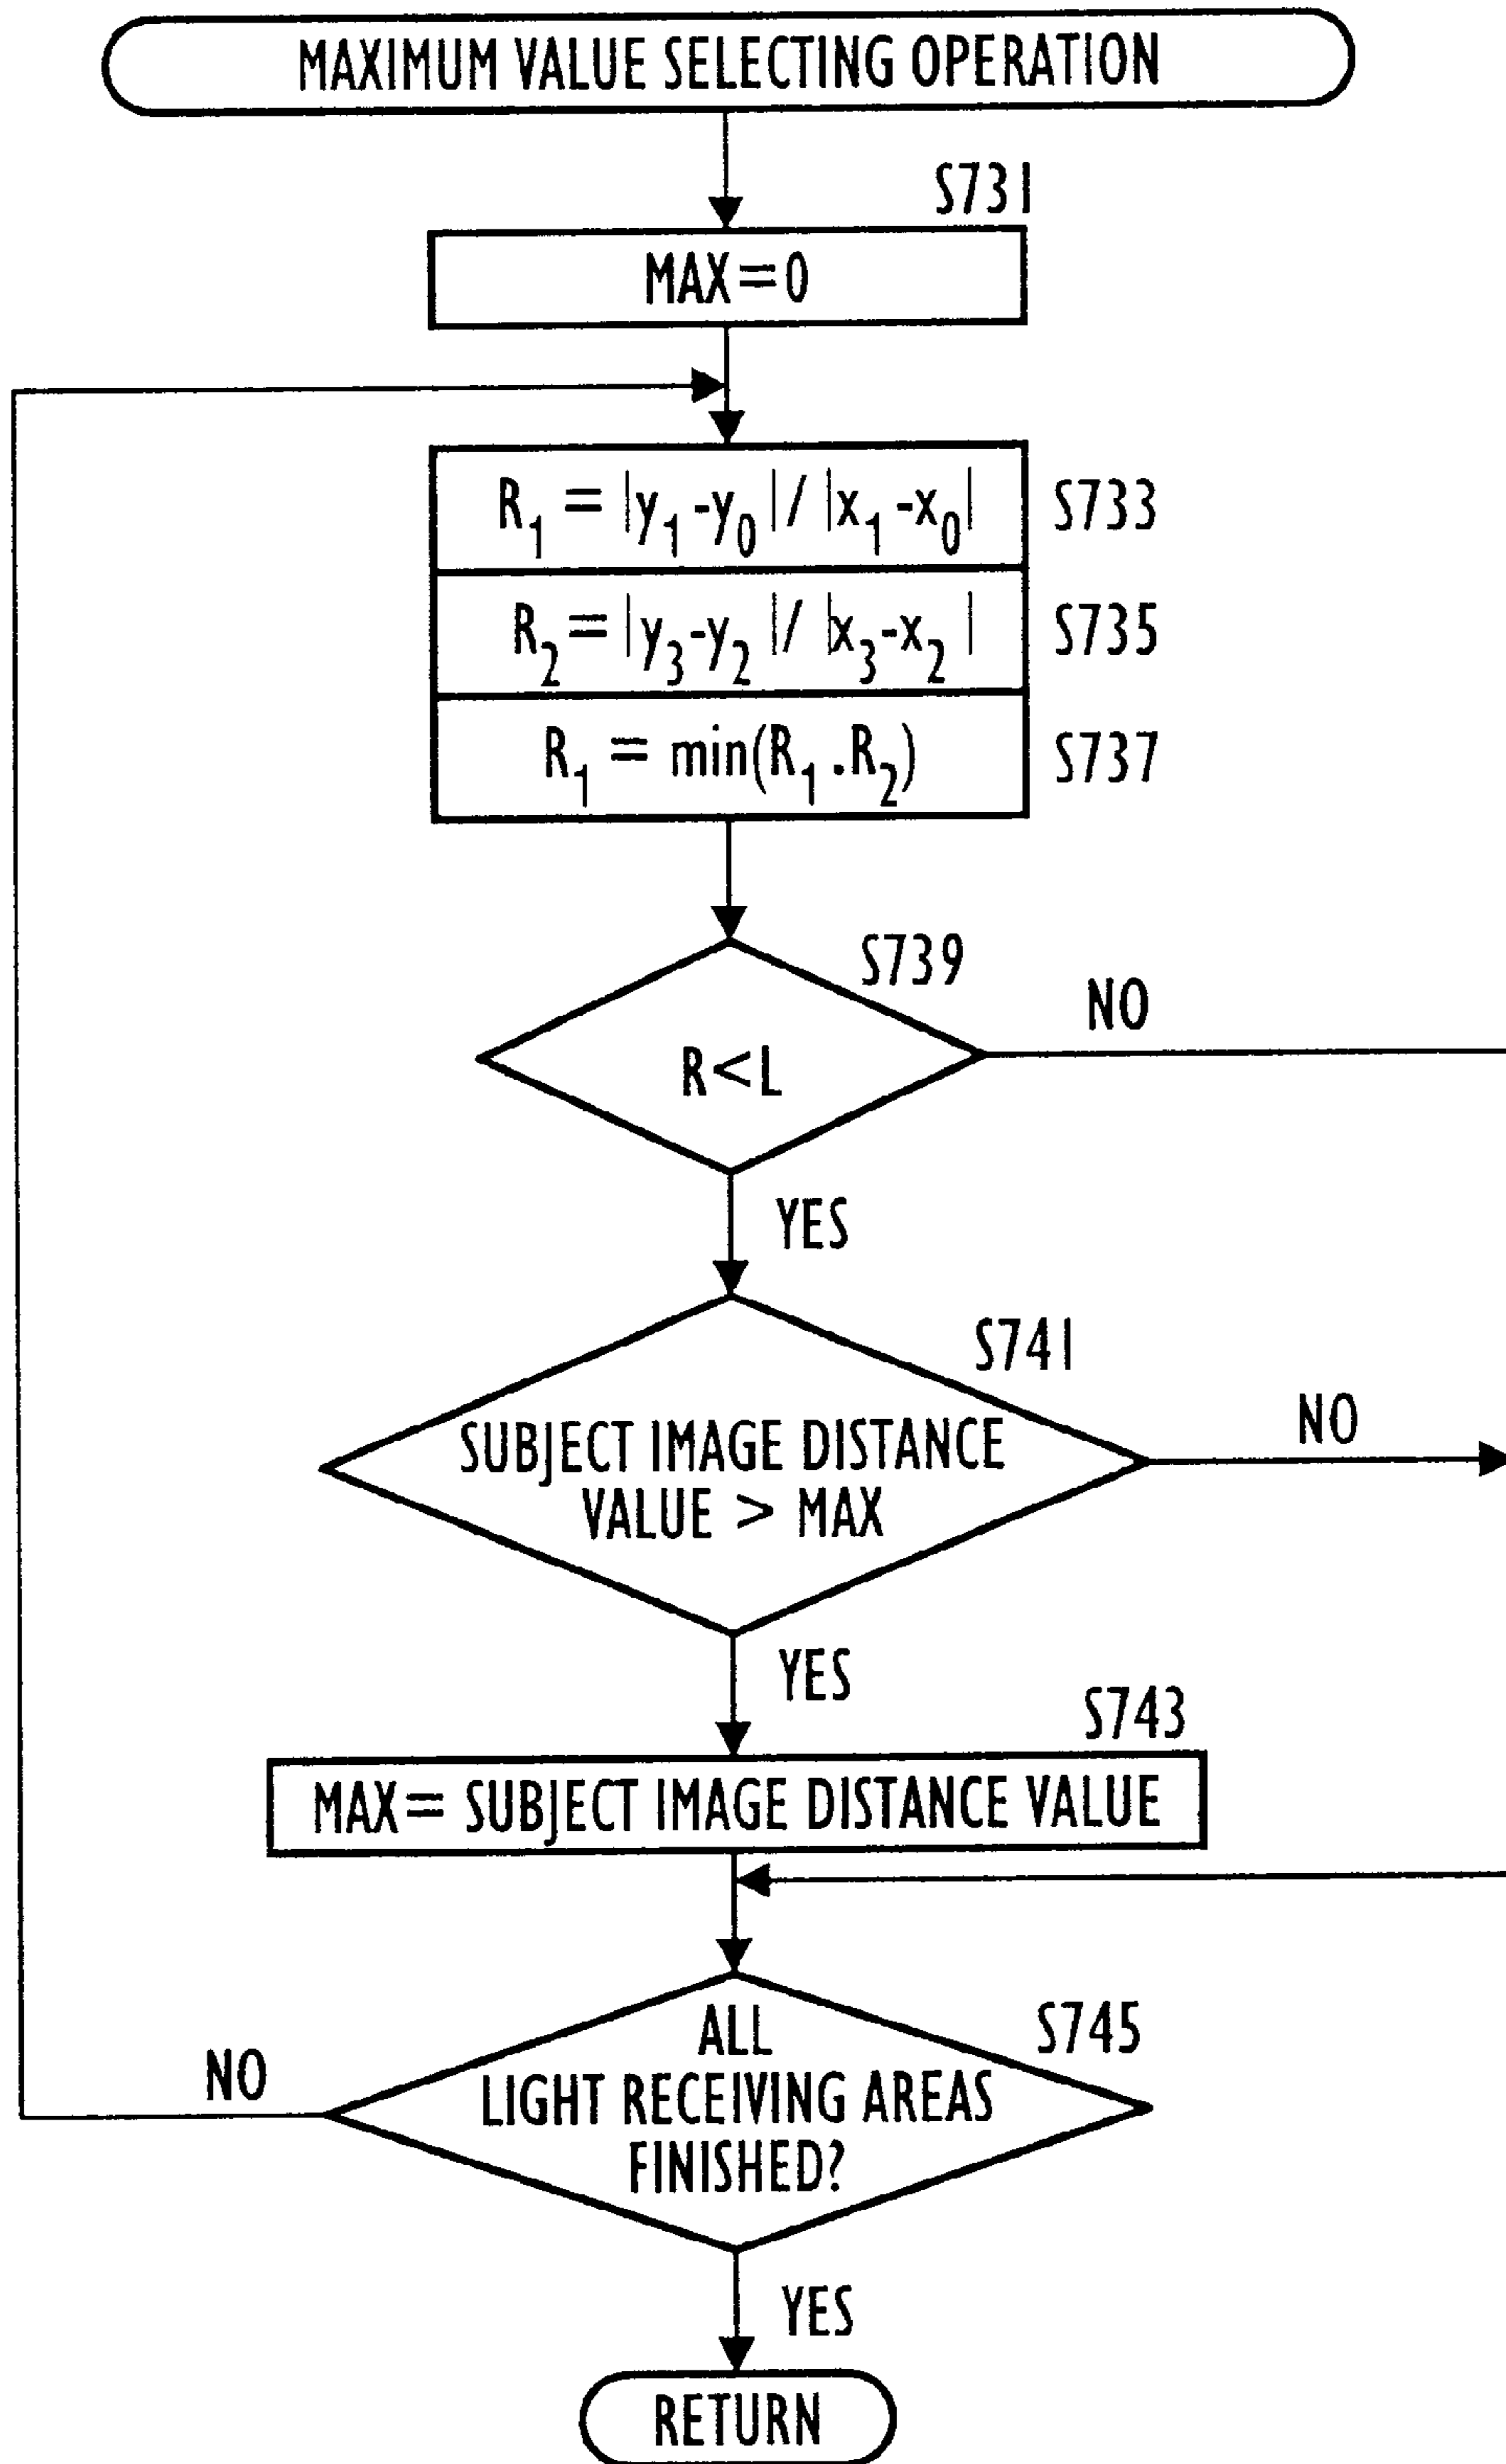 MAXIMUM VALUE SELECTING OPERATION
S731
MAX=0
R1 = |y1-y0|/|x1-x0| S733
R2=|y3-y2|/|x3-x2| S735
R1 = min(R1.R2) S737
S739
NO
R<L
YES
S741
NO
SUBJECT IMAGE DISTANCE
VALUE > MAX
YES
S743
MAX= SUBJECT IMAGE DISTANCE VALUE
S745
ALL
NO
LIGHT RECEIVING AREAS
FINISHED?
YES
RETURN